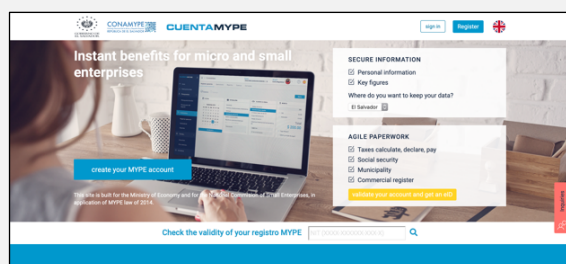 CONAMYPE
CUENTAMYPE
sign in
Register
Instant benefits for micro and small
enterprises
create your MYPE account
This site is built for the Ministry of Economy and for the National Commission of Small Enterprises, in
application of MYPE law of 2014.
SECURE INFORMATION
Personal information
Key figures
Where do you want to keep your data?
El Salvador
AGILE PAPERWORK
Taxes calculate, declare, pay
Social security
Municipality
Commercial register
validate your account and get an eID
Inquiries
Check the validity of your registro MYPE